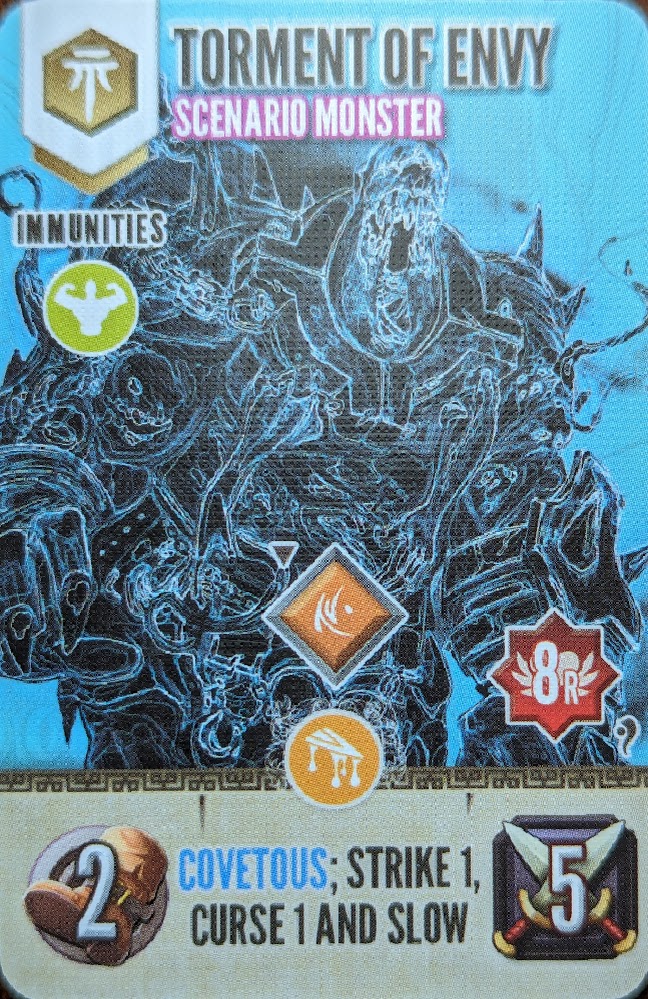 TORMENT OF ENVY
SCENARIO MONSTER
IMMUNITIES
8R
2
COVETOUS; STRIKE 1,
CURSE 1 AND SLOW
5